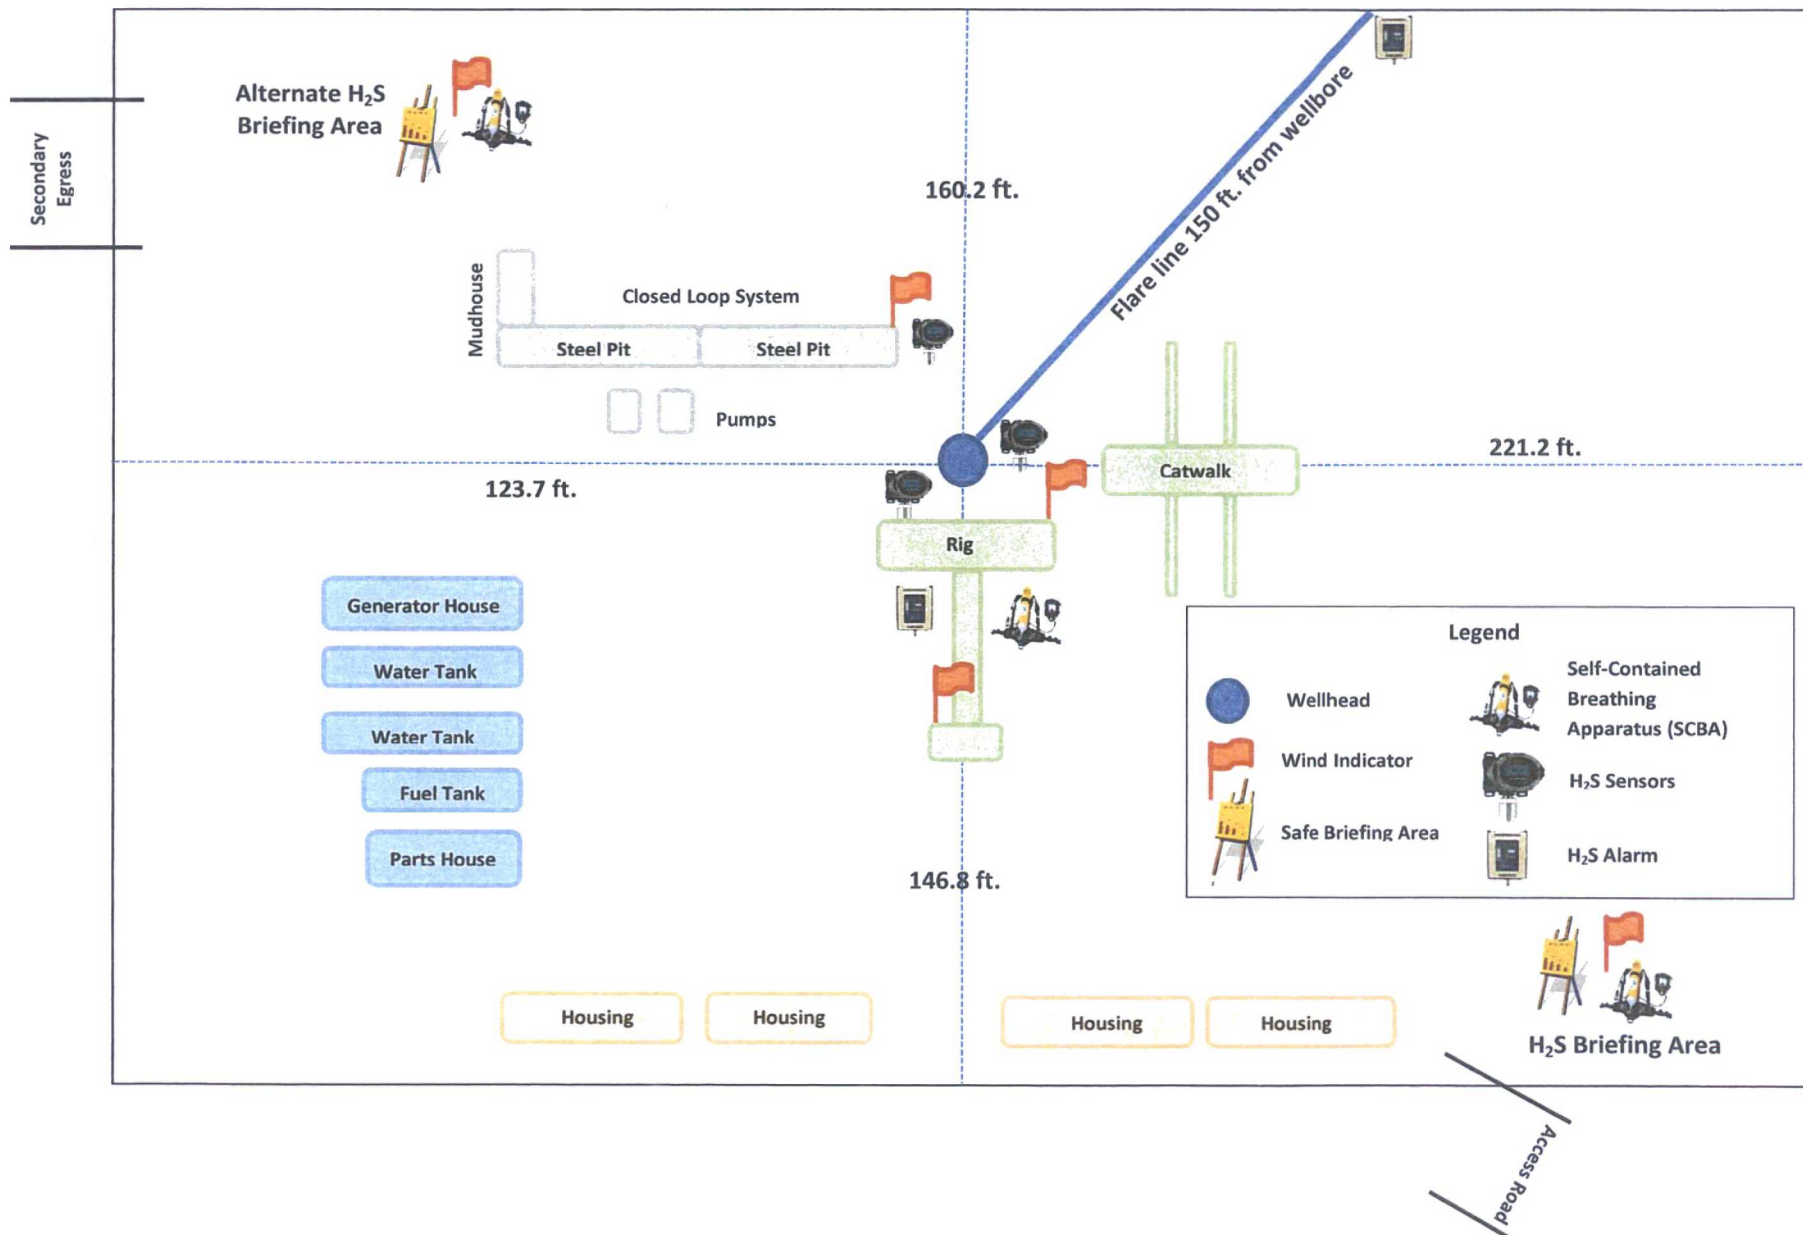 Alternate H₂S
Briefing Area
Secondary
Egress
160.2 ft.
Flare line 150 ft. from wellbore
Mudhouse
Closed Loop System
Steel Pit
Steel Pit
Pumps
221.2 ft.
Catwalk
123.7 ft.
Rig
Generator House
Water Tank
Water Tank
Fuel Tank
Parts House
146.8 ft.
Legend
Wellhead
Wind Indicator
Safe Briefing Area
Self-Contained
Breathing
Apparatus (SCBA)
H₂S Sensors
H₂S Alarm
Housing
Housing
Housing
Housing
H₂S Briefing Area
Access Road